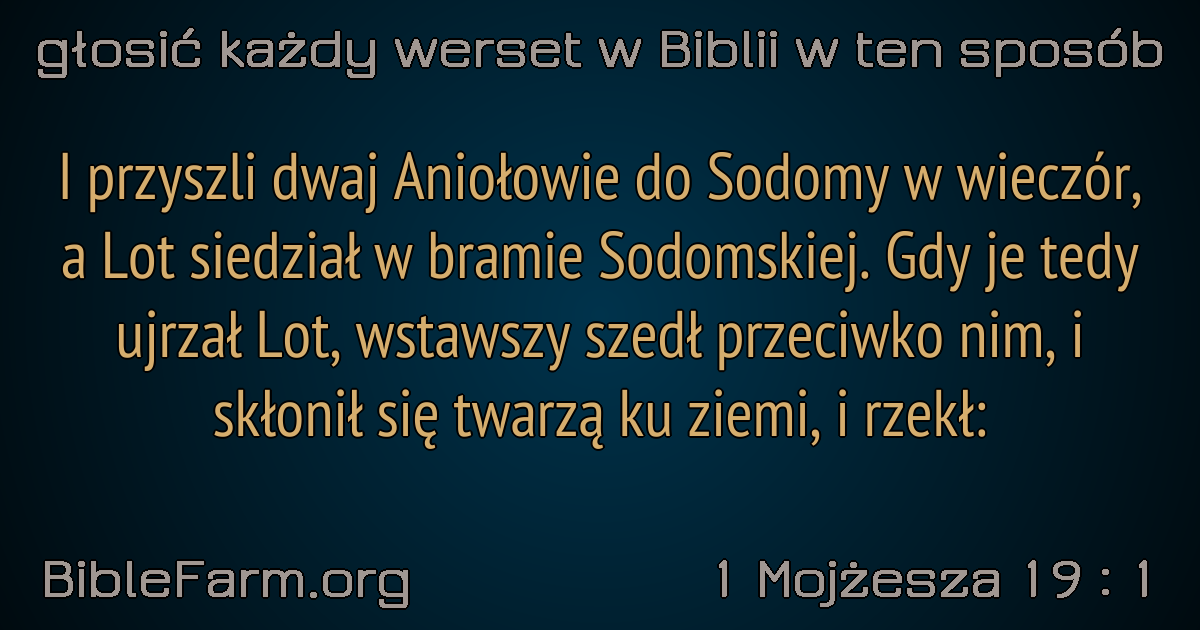 głosić każdy werset w Biblii w ten sposób
I przyszli dwaj Aniołowie do Sodomy w wieczór,
a Lot siedział w bramie Sodomskiej. Gdy je tedy
ujrzał Lot, wstawszy szedł przeciwko nim, i
skłonił się twarzą ku ziemi, i rzekł:
BibleFarm.org
1 Mojżesza 19 : 1